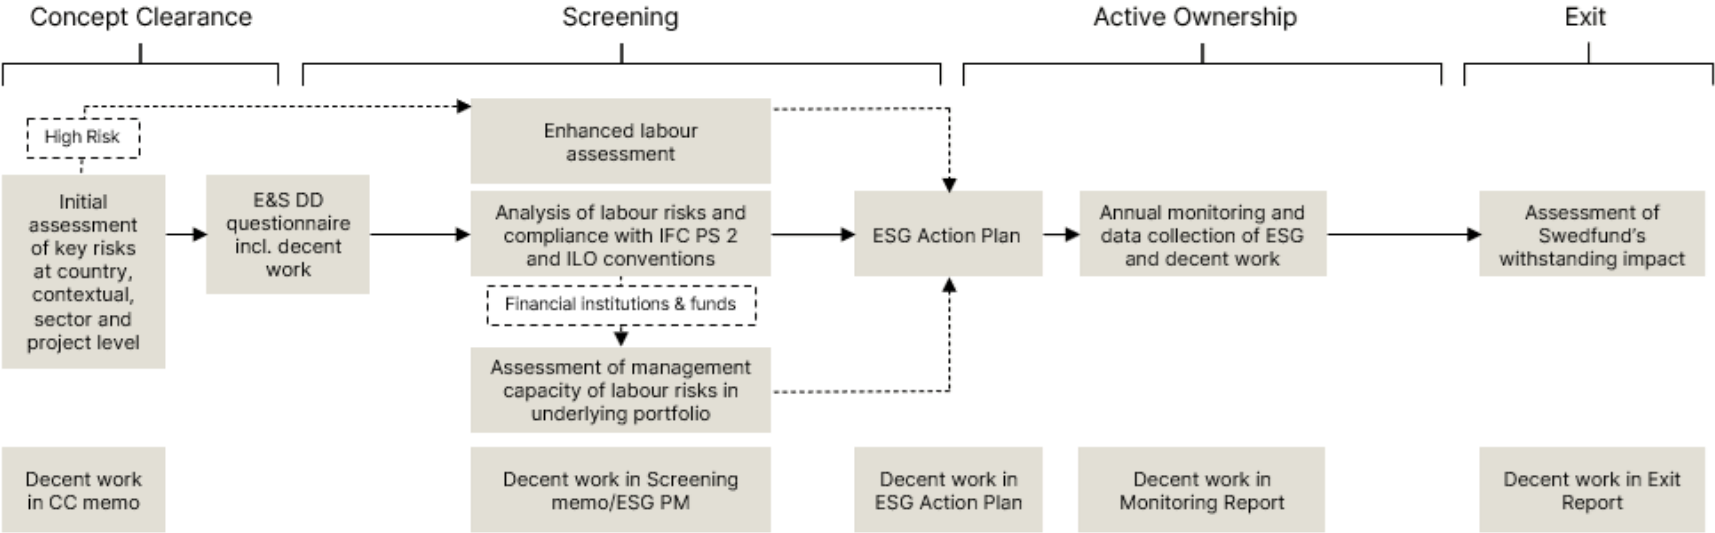 Concept Clearance
Screening
Active Ownership
Exit
High Risk
Initial
assessment
of key risks
at country,
contextual,
sector and
project level
E&S DD
questionnaire
incl. decent
work
Enhanced labour
assessment
Analysis of labour risks and
compliance with IFC PS 2
and ILO conventions
Financial institutions & funds
Assessment of management
capacity of labour risks in
underlying portfolio
ESG Action Plan
Annual monitoring and
data collection of ESG
and decent work
Assessment of
Swedfund's
withstanding impact
Decent work
in CC memo
Decent work in Screening
memo/ESG PM
Decent work in
ESG Action Plan
Decent work in
Monitoring Report
Decent work in Exit
Report